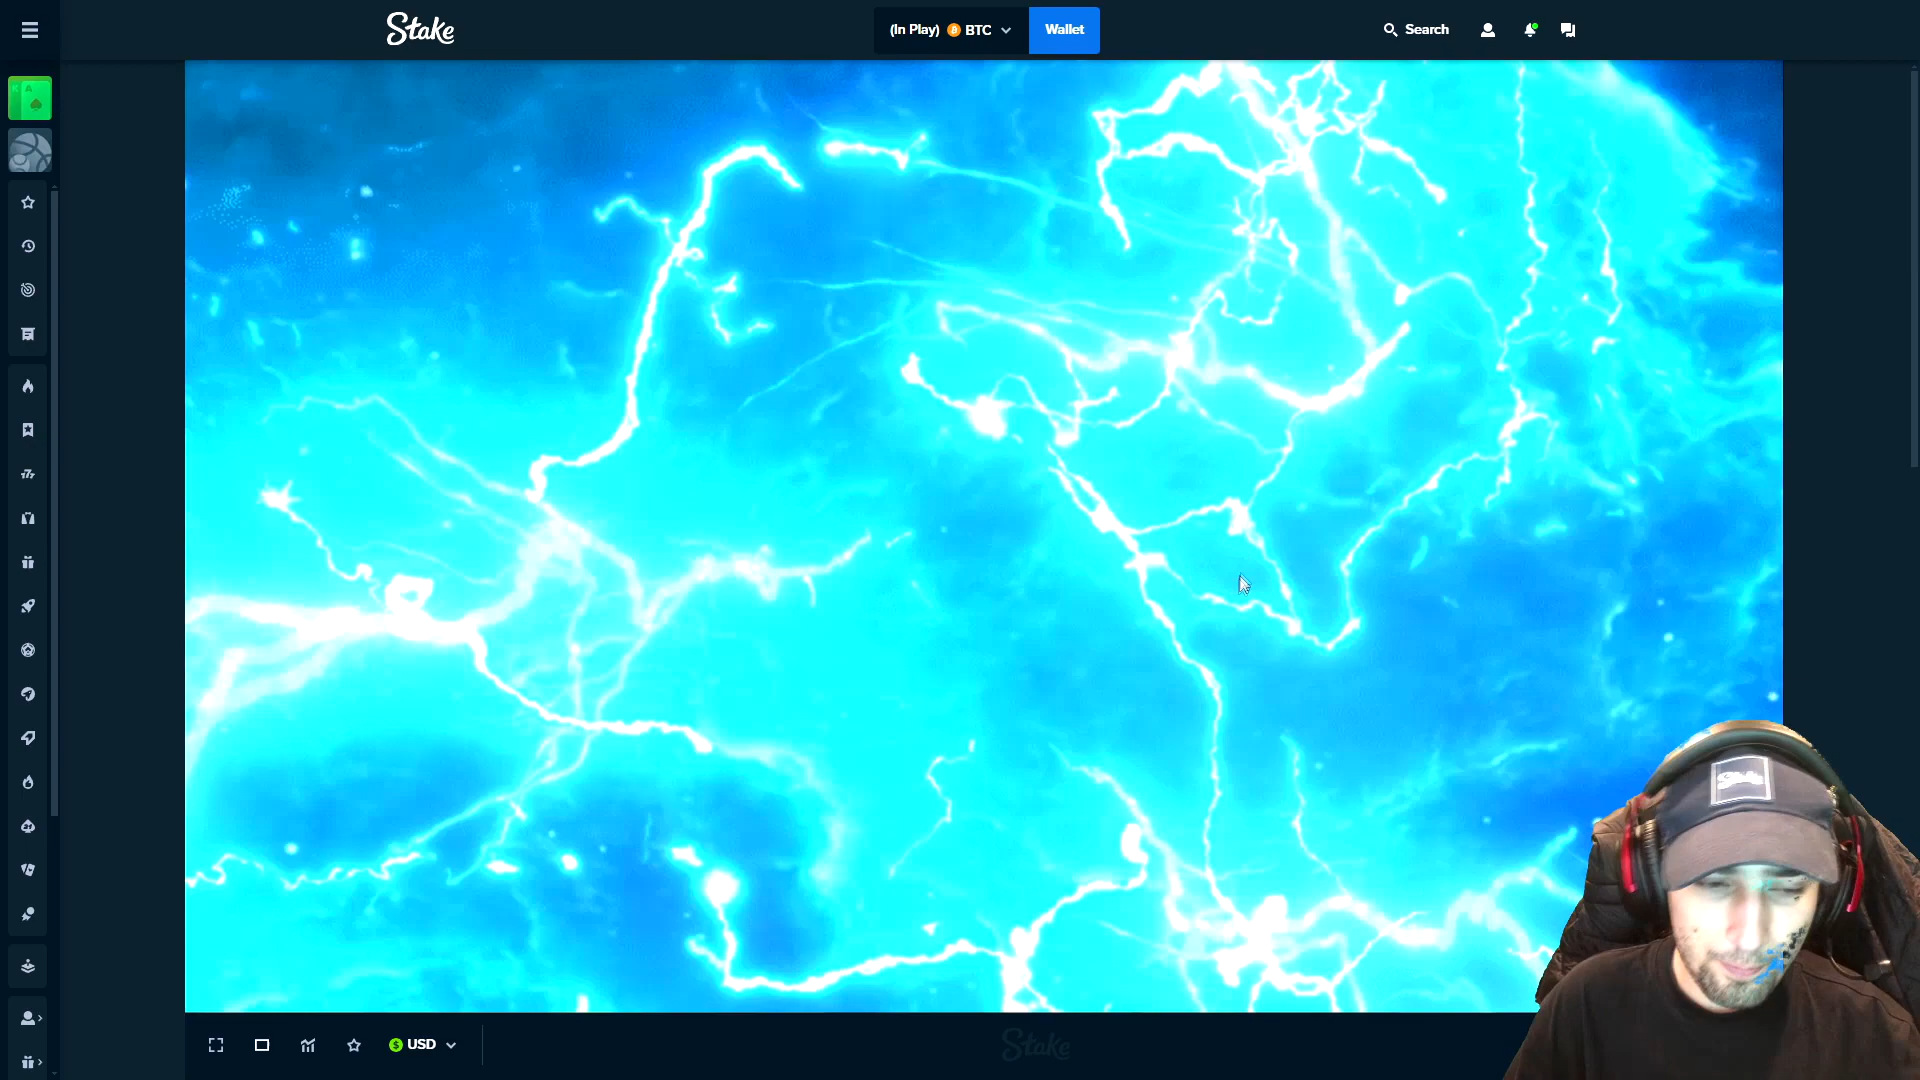 Stake
(In Play) BTC
Wallet
Search
USD
Stake